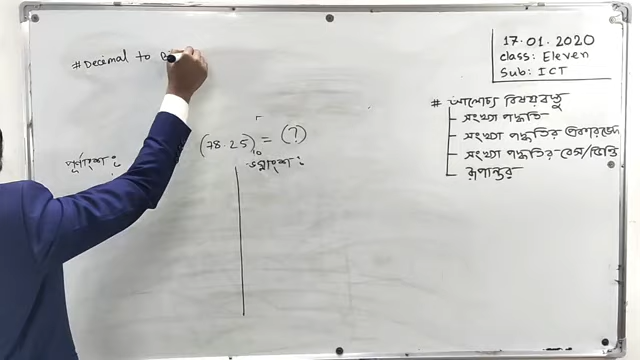 # Decimal to B
(78.25)₁₀ = (?)
পূর্ণাংশ :
ভগ্নাংশ :
17.01.2020
class: Eleven
Sub: ICT
# আলোচ্য বিষয়বস্তু
সংখ্যা পদ্ধতি
সংখ্যা পদ্ধতির প্রকারভেদ
সংখ্যা পদ্ধতির বেস/ভিত্তি
রূপান্তর